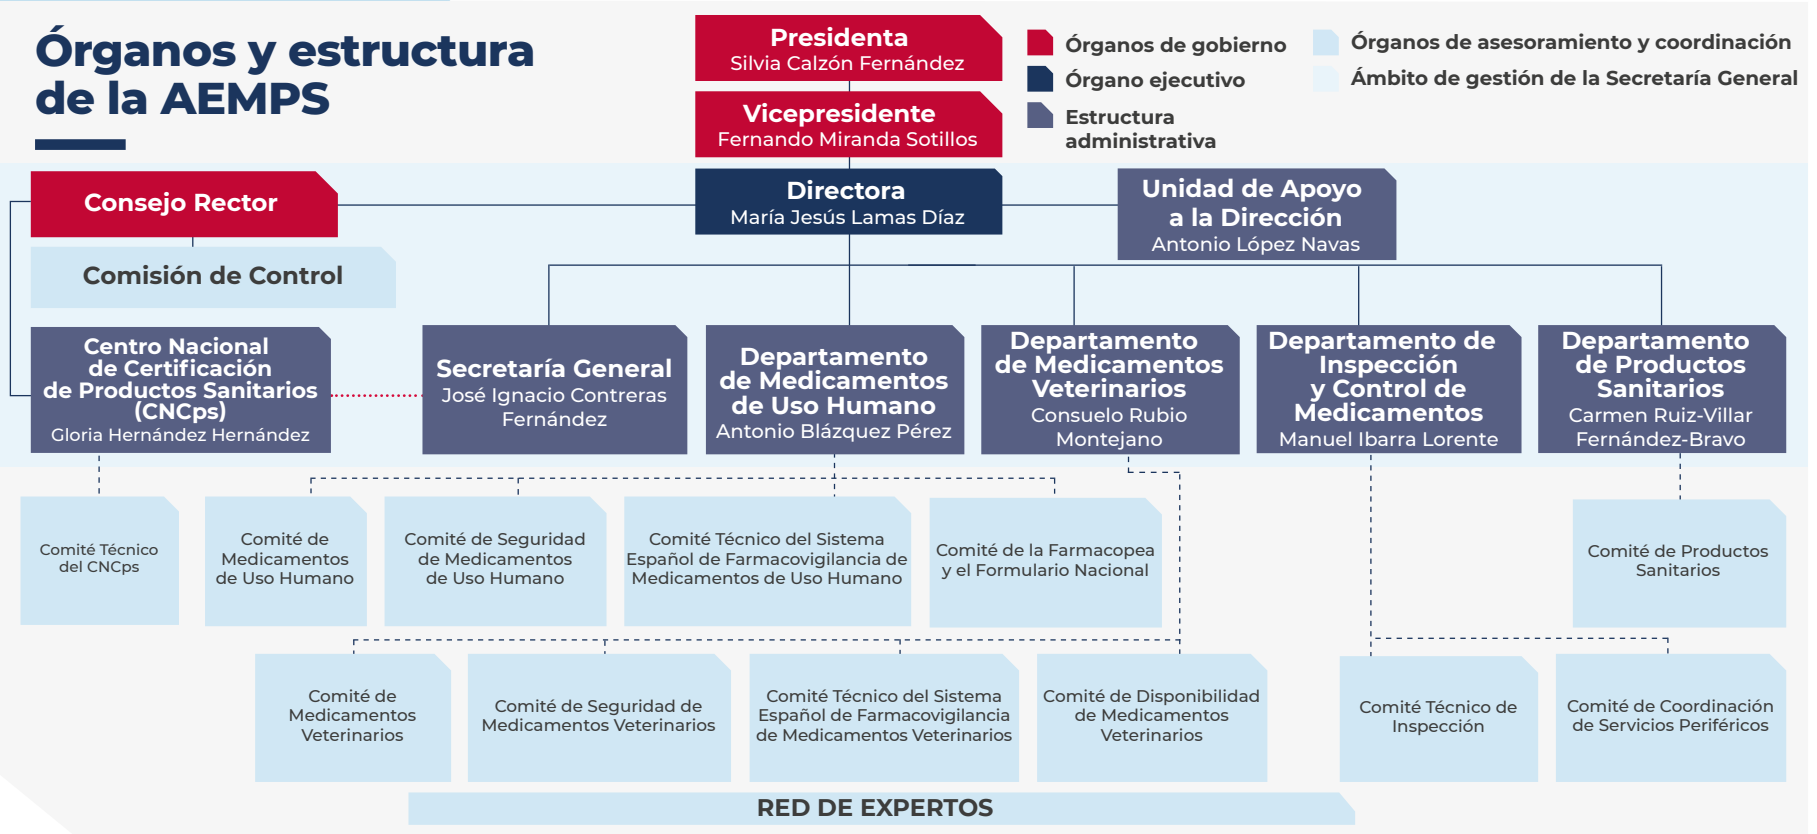 Órganos y estructura
de la AEMPS
Presidenta
Silvia Calzón Fernández
Vicepresidente
Fernando Miranda Sotillos
Órganos de gobierno
Órgano ejecutivo
Estructura
administrativa
Órganos de asesoramiento y coordinación
Ámbito de gestión de la Secretaría General
Consejo Rector
Directora
María Jesús Lamas Díaz
Unidad de Apoyo
a la Dirección
Antonio López Navas
Comisión de Control
Centro Nacional
de Certificación
de Productos Sanitarios
(CNCps)
Gloria Hernández Hernández
Secretaría General
José Ignacio Contreras
Fernández
Departamento
de Medicamentos
de Uso Humano
Antonio Blázquez Pérez
Departamento
de Medicamentos
Veterinarios
Consuelo Rubio
Montejano
Departamento de
Inspección
y Control de
Medicamentos
Manuel Ibarra Lorente
Departamento
de Productos
Sanitarios
Carmen Ruiz-Villar
Fernández-Bravo
Comité Técnico
del CNCps
Comité de
Medicamentos
de Uso Humano
Comité de Seguridad
de Medicamentos
de Uso Humano
Comité Técnico del Sistema
Español de Farmacovigilancia de
Medicamentos de Uso Humano
Comité de la Farmacopea
y el Formulario Nacional
Comité de Productos
Sanitarios
Comité de
Medicamentos
Veterinarios
Comité de Seguridad de
Medicamentos Veterinarios
Comité Técnico del Sistema
Español de Farmacovigilancia
de Medicamentos Veterinarios
Comité de Disponibilidad
de Medicamentos
Veterinarios
Comité Técnico de
Inspección
Comité de Coordinación
de Servicios Periféricos
RED DE EXPERTOS